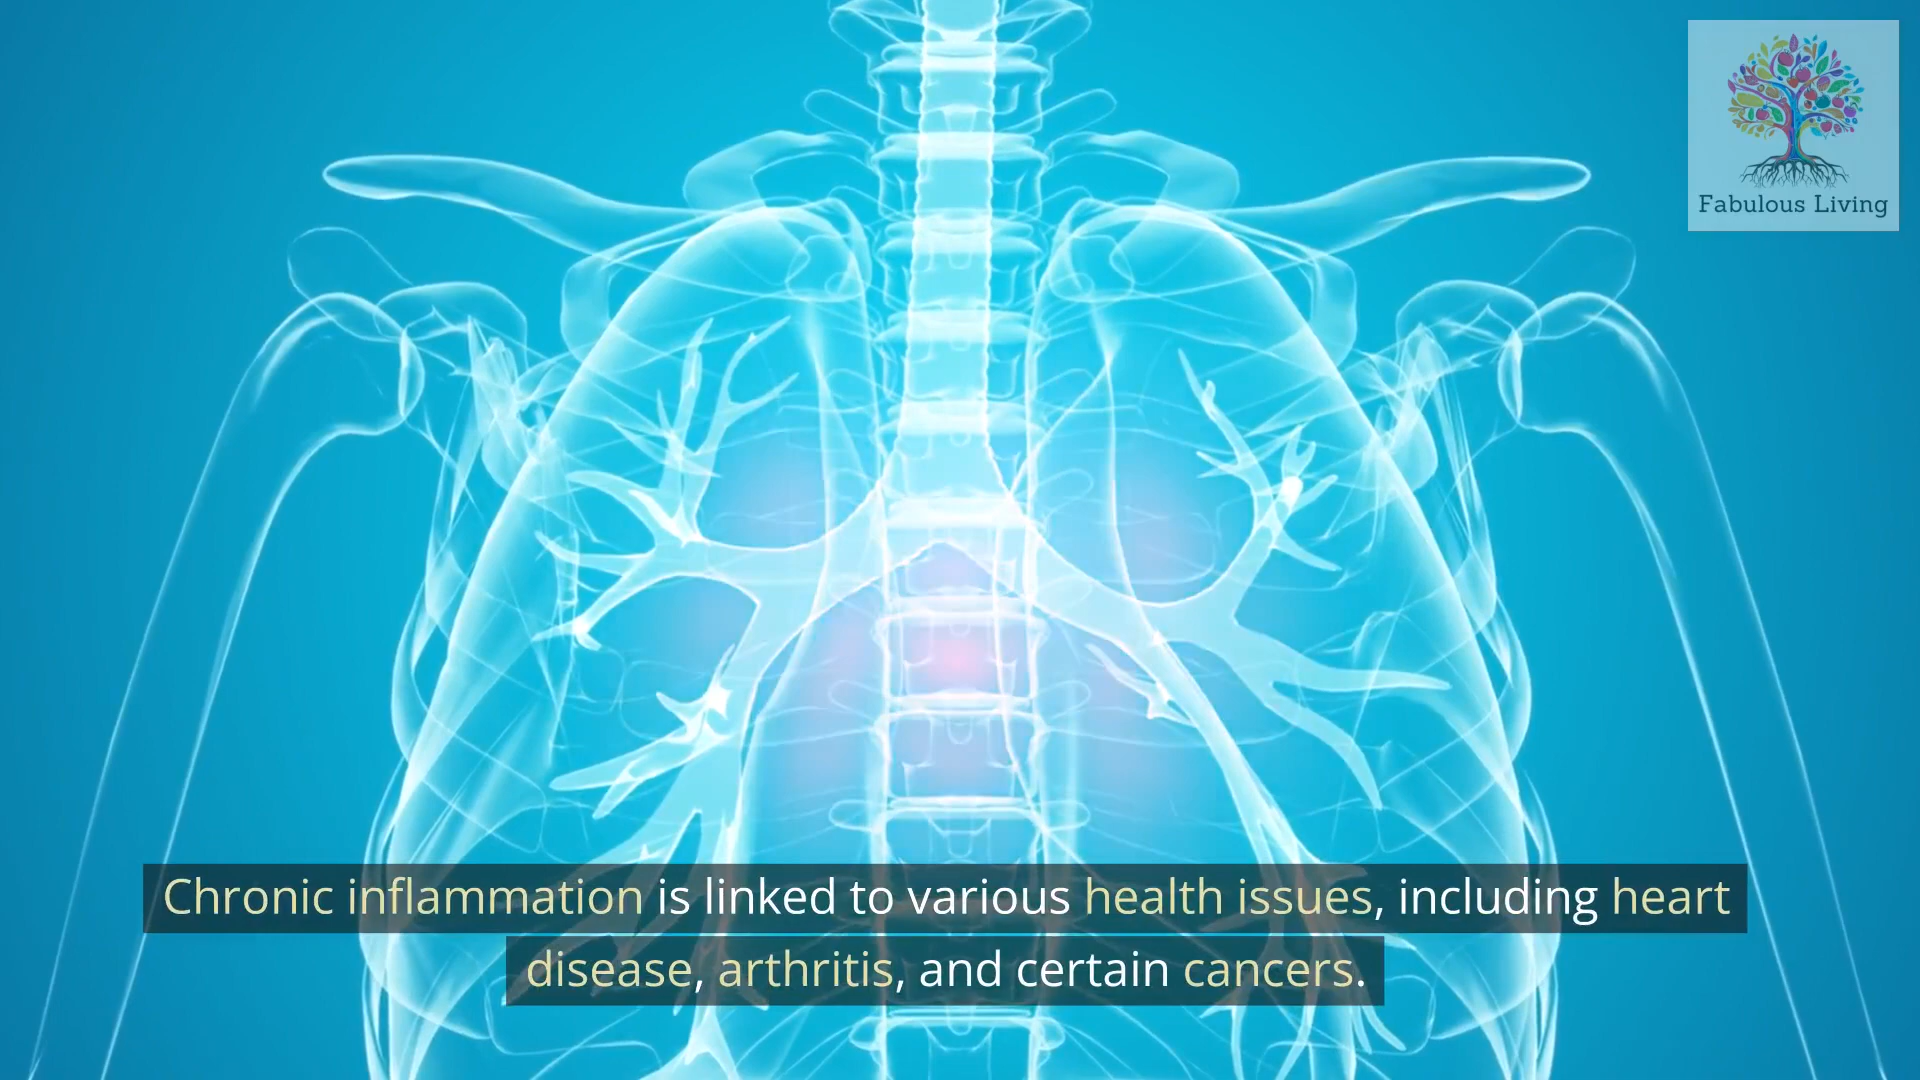 Fabulous Living
Chronic inflammation is linked to various health issues, including heart
disease, arthritis, and certain cancers.